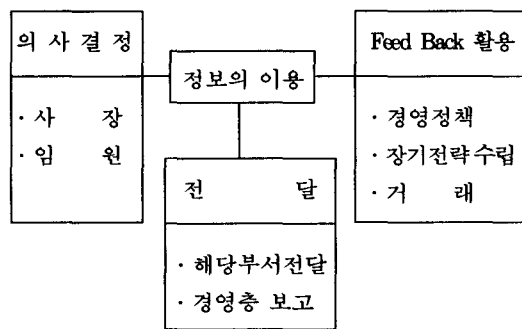 의 사 결 정
· 사 장
· 임 원
정보의 이용
Feed Back 활용
· 경영정책
· 장기전략수립
· 거 래
전 달
· 해당부서전달
· 경영층 보고